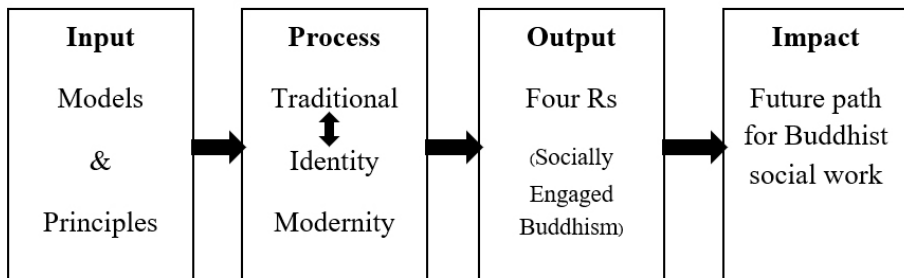 Input
Models
&
Principles
Process
Traditional
Identity
Modernity
Output
Four Rs
(Socially
Engaged
Buddhism)
Impact
Future path
for Buddhist
social work